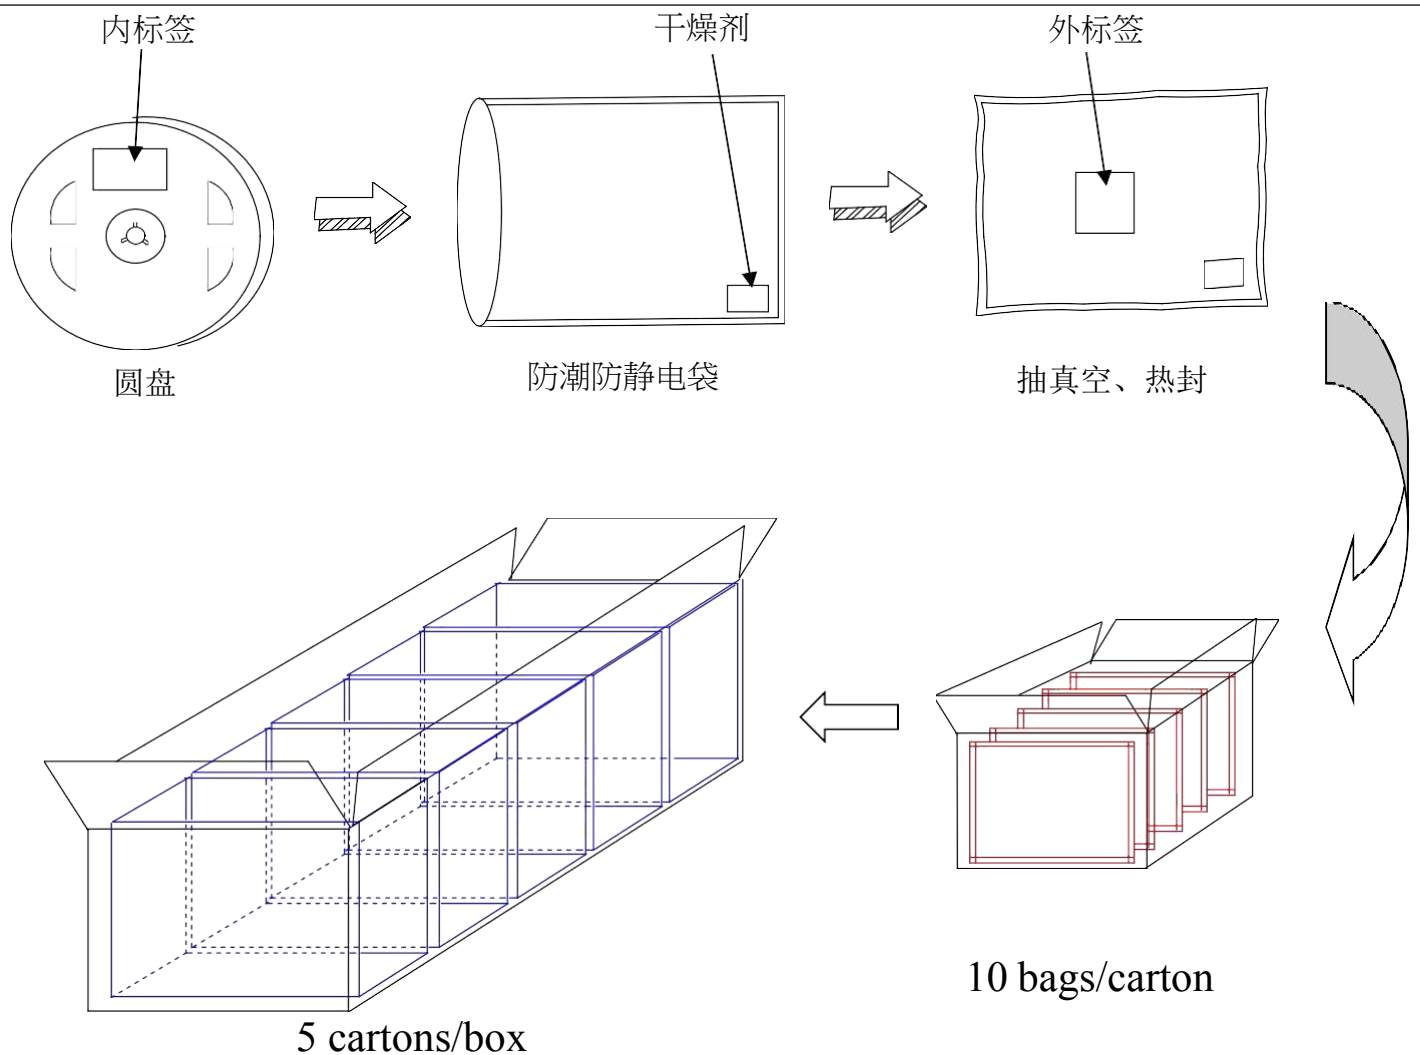 内标签
干燥剂
外标签
圆盘
防潮防静电袋
抽真空、热封
10 bags/carton
5 cartons/box